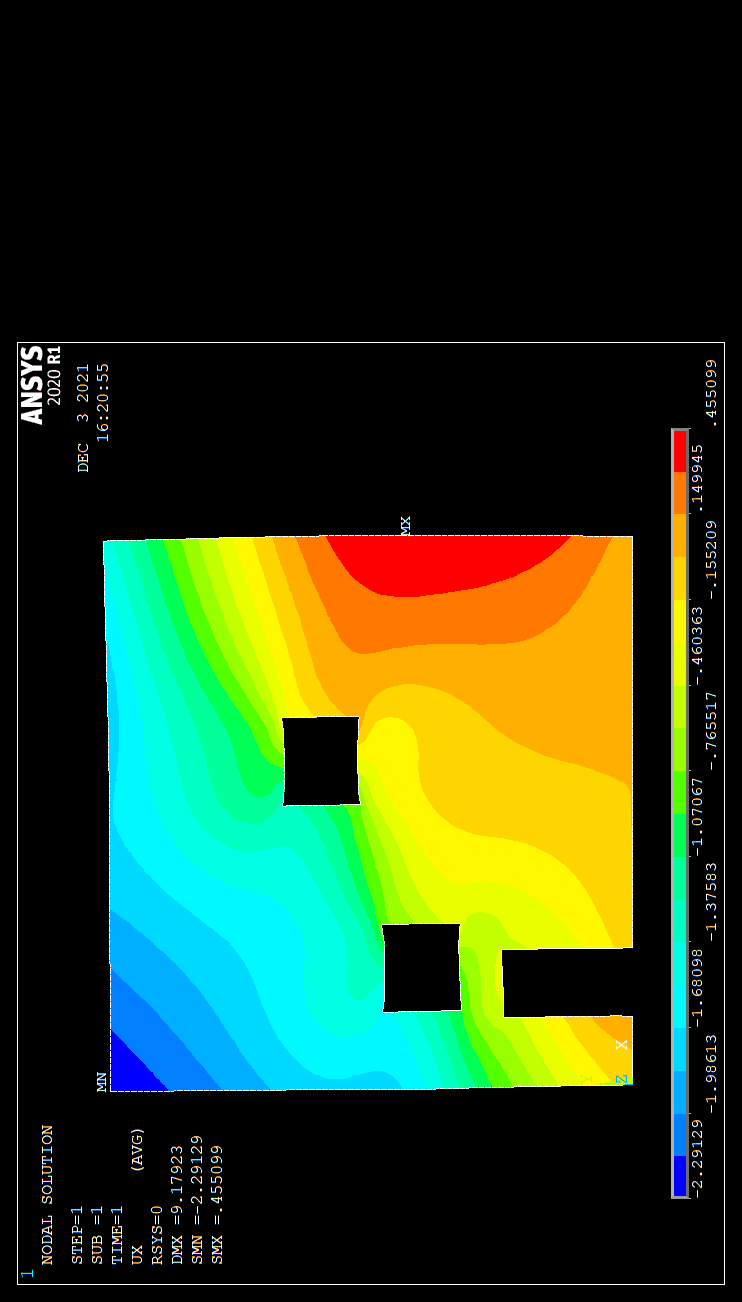 1
NODAL SOLUTION
STEP=1
SUB =1
TIME=1
UX (AVG)
RSYS=0
DMX =9.17923
SMN =-2.29129
SMX =.455099
ANSYS
2020 R1
DEC 3 2021
16:20:55
MN
MX
Y
Z X
-2.29129
-1.98613
-1.68098
-1.37583
-1.07067
-.765517
-.460363
-.155209
.149945
.455099